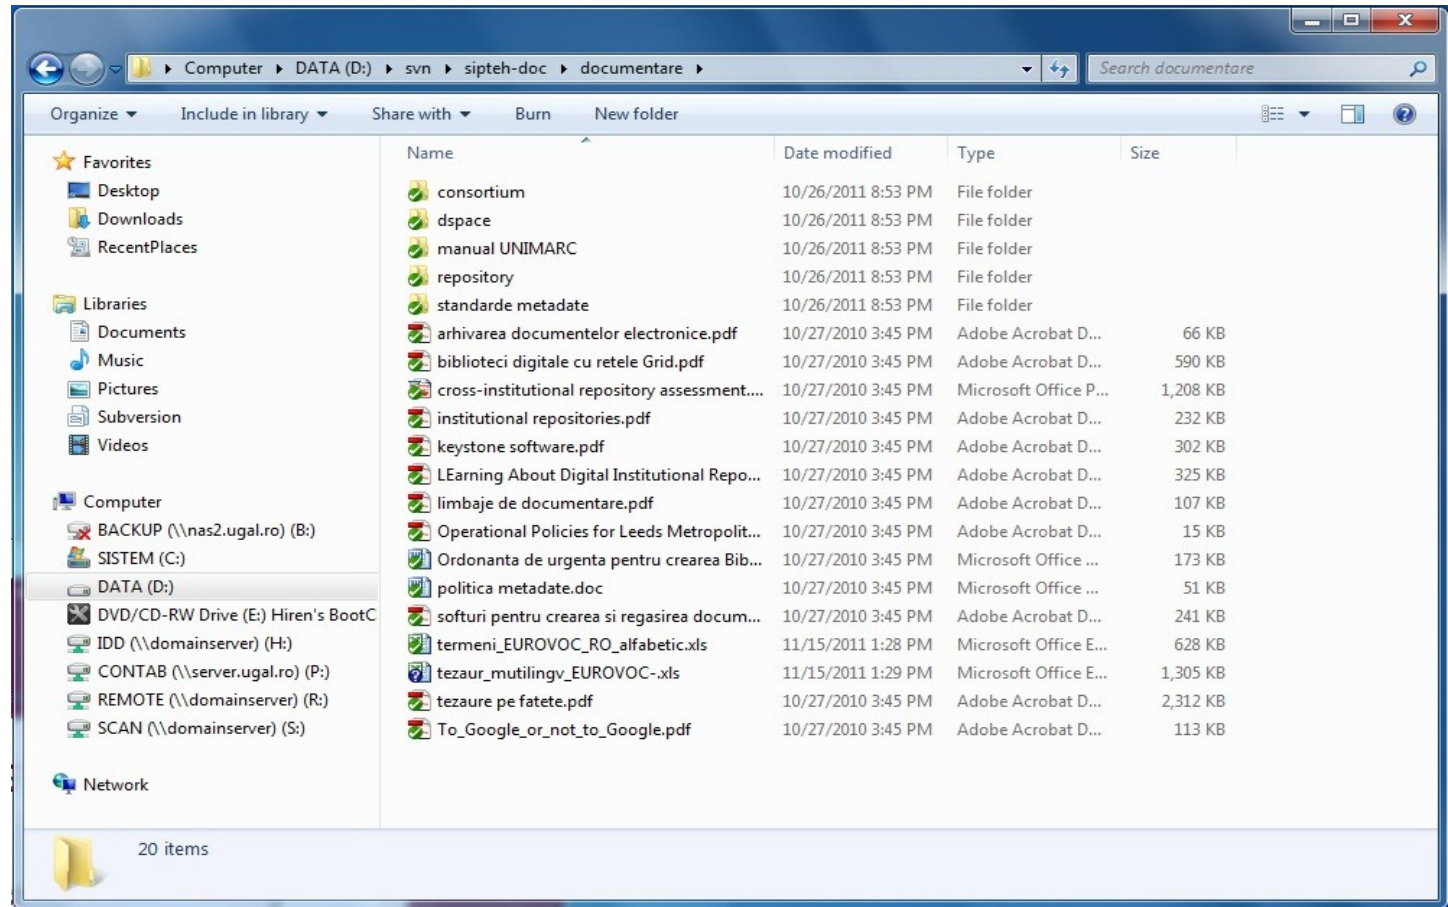 Computer DATA (D:) svn sipteh-doc documentare Search documentare
Organize Include in library Share with Burn New folder
Favorites
Desktop
Downloads
RecentPlaces
Libraries
Documents
Music
Pictures
Subversion
Videos
Computer
BACKUP (\\nas2.ugal.ro) (B:)
SISTEM (C:)
DATA (D:)
DVD/CD-RW Drive (E:) Hiren's BootC
IDD (\\domainserver) (H:)
CONTAB (\\server.ugal.ro) (P:)
REMOTE (\\domainserver) (R:)
SCAN (\\domainserver) (S:)
Network
Name Date modified Type Size
consortium 10/26/2011 8:53 PM File folder
dspace 10/26/2011 8:53 PM File folder
manual UNIMARC 10/26/2011 8:53 PM File folder
repository 10/26/2011 8:53 PM File folder
standarde metadate 10/26/2011 8:53 PM File folder
arhivarea documentelor electronice.pdf 10/27/2010 3:45 PM Adobe Acrobat D... 66 KB
biblioteci digitale cu retele Grid.pdf 10/27/2010 3:45 PM Adobe Acrobat D... 590 KB
cross-institutional repository assessment.... 10/27/2010 3:45 PM Microsoft Office P... 1,208 KB
institutional repositories.pdf 10/27/2010 3:45 PM Adobe Acrobat D... 232 KB
keystone software.pdf 10/27/2010 3:45 PM Adobe Acrobat D... 302 KB
LEarning About Digital Institutional Repo... 10/27/2010 3:45 PM Adobe Acrobat D... 325 KB
limbaje de documentare.pdf 10/27/2010 3:45 PM Adobe Acrobat D... 107 KB
Operational Policies for Leeds Metropolit... 10/27/2010 3:45 PM Adobe Acrobat D... 15 KB
Ordonanta de urgenta pentru crearea Bib... 10/27/2010 3:45 PM Microsoft Office ... 173 KB
politica metadate.doc 10/27/2010 3:45 PM Microsoft Office ... 51 KB
softuri pentru crearea si regasirea docum... 10/27/2010 3:45 PM Adobe Acrobat D... 241 KB
termeni_EUROVOC_RO_alfabetic.xls 11/15/2011 1:28 PM Microsoft Office E... 628 KB
tezaur_mutilingv_EUROVOC-.xls 11/15/2011 1:29 PM Microsoft Office E... 1,305 KB
tezaure pe fatete.pdf 10/27/2010 3:45 PM Adobe Acrobat D... 2,312 KB
To_Google_or_not_to_Google.pdf 10/27/2010 3:45 PM Adobe Acrobat D... 113 KB
20 items